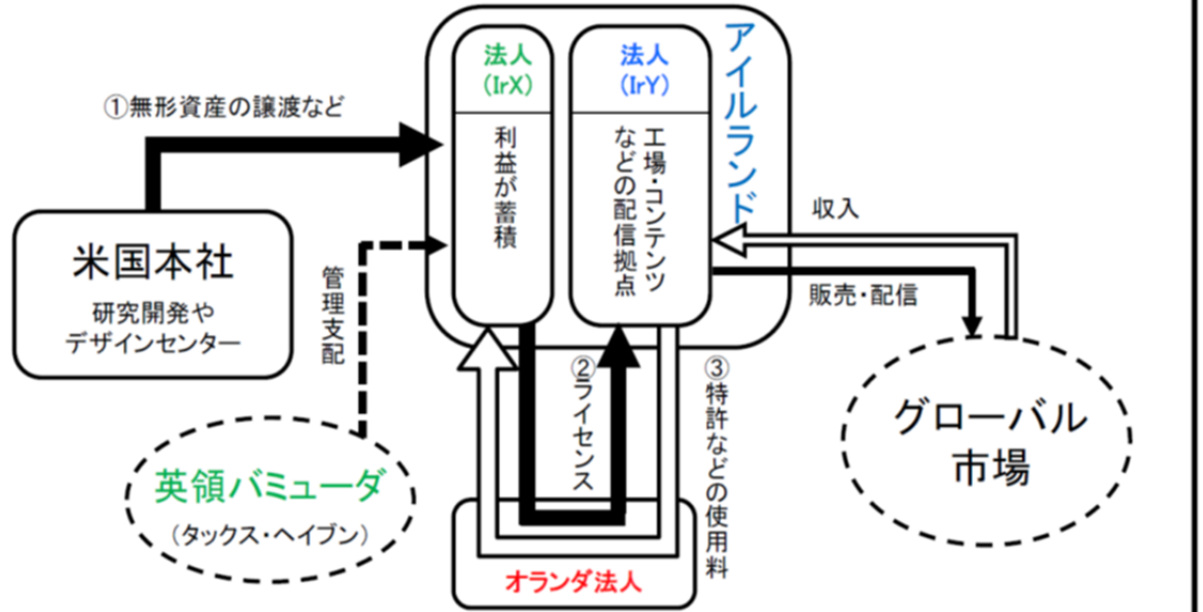 ①無形資産の譲渡など
米国本社
研究開発や
デザインセンター
管理支配
英領バミューダ
（タックス・ヘイブン）
法人
（IrX）
利益が蓄積
法人
（IrY）
工場・コンテンツ
などの配信拠点
アイルランド
収入
販売・配信
グローバル
市場
②ライセンス
③特許などの使用料
オランダ法人